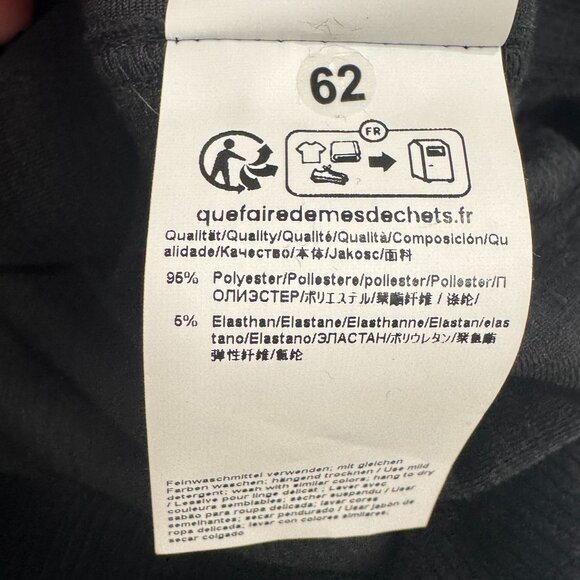 62
FR
quefairedemesdechets.fr
Qualität/Quality/Qualité/Qualità/Composición/Qu
alidade/Качество/本体/Jakosc/面料
95% Polyester/Poliestere/poliester/Poliester/П
ОЛИЭСТЕР/ポリエステル/聚酯纤维 / 涤纶/
5% Elasthan/Elastane/Elasthanne/Elastan/elas
tano/Elastano/ЭЛАСТАН/ポリウレタン/聚氨酯
弹性纤维/氨纶
Feinwaschmittel verwenden; mit gleichen
Farben waschen; hängend trocknen / Use mild
detergent; wash with similar colors; hang to dry
/ Lessive pour linge délicat ; Laver avec
couleurs semblables; sécher suspendu / Usar
sabão para roupa delicada; lavar cores
semelhantes; secar pendurado / Usar jabón de
ropa delicada; lavar con colores similares,
secar colgado